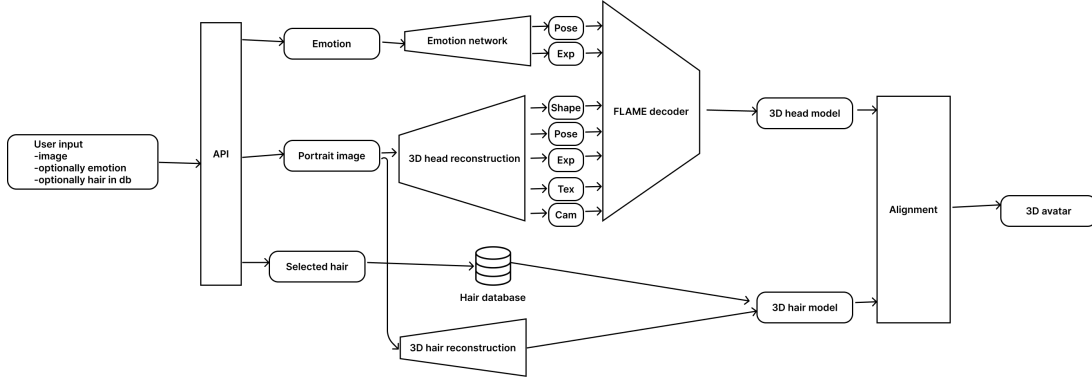 User input
-image
-optionally emotion
-optionally hair in db
API
Emotion
Emotion network
Pose
Exp
Portrait image
3D head reconstruction
Shape
Pose
Exp
Tex
Cam
FLAME decoder
3D head model
Selected hair
Hair database
3D hair reconstruction
3D hair model
Alignment
3D avatar